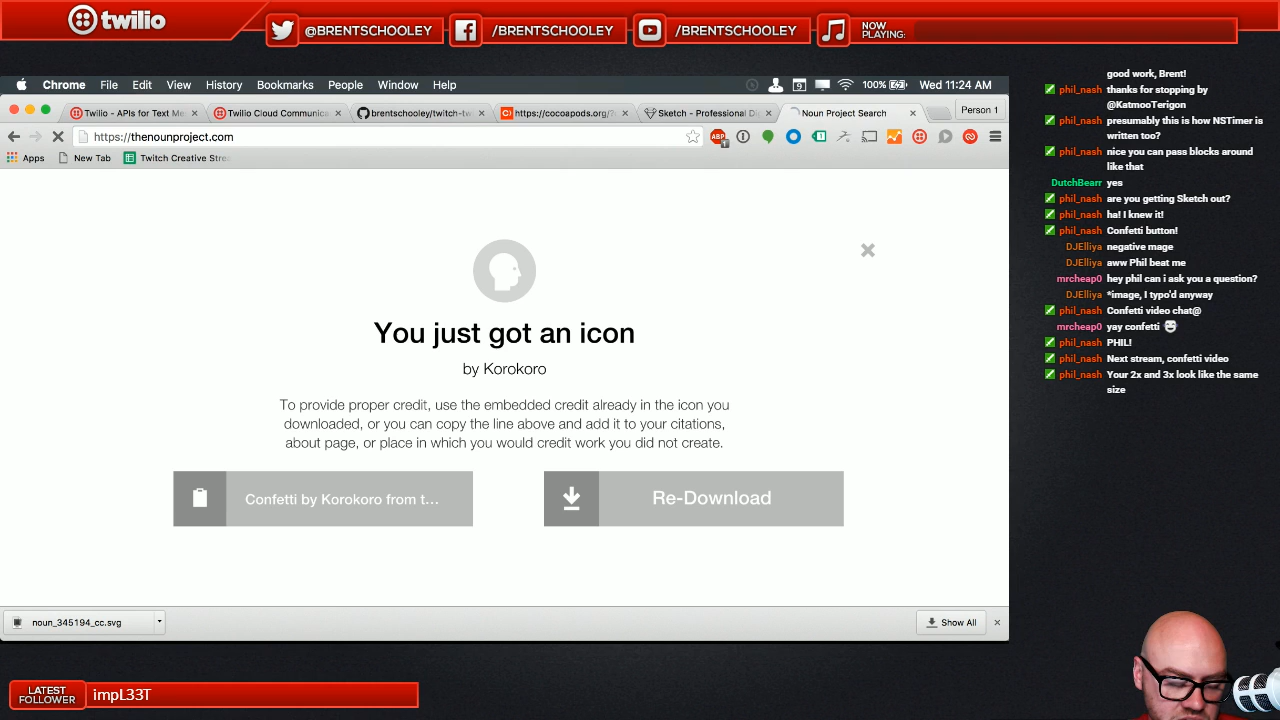 twilio
@BRENTSCHOOLEY
/BRENTSCHOOLEY
/BRENTSCHOOLEY
NOW
PLAYING:
Chrome File Edit View History Bookmarks People Window Help
100% Wed 11:24 AM
Twilio - APIs for Text Me
Twilio Cloud Communica
brentschooley/twitch-tw
https://cocoapods.org/?
Sketch - Professional Di
Noun Project Search
Person 1
https://thenounproject.com
Apps
New Tab
Twitch Creative Stre
You just got an icon
by Korokoro
To provide proper credit, use the embedded credit already in the icon you
downloaded, or you can copy the line above and add it to your citations,
about page, or place in which you would credit work you did not create.
Confetti by Korokoro from t...
Re-Download
noun_345194_cc.svg
Show All
good work, Brent!
phil_nash thanks for stopping by
@KatmooTerigon
phil_nash presumably this is how NSTimer is
written too?
phil_nash nice you can pass blocks around
like that
DutchBearr yes
phil_nash are you getting Sketch out?
phil_nash ha! I knew it!
phil_nash Confetti button!
DJElliya negative mage
DJElliya aww Phil beat me
mrcheap0 hey phil can i ask you a question?
DJElliya *image, I typo'd anyway
phil_nash Confetti video chat@
mrcheap0 yay confetti
phil_nash PHIL!
phil_nash Next stream, confetti video
phil_nash Your 2x and 3x look like the same
size
LATEST
FOLLOWER
impL33T